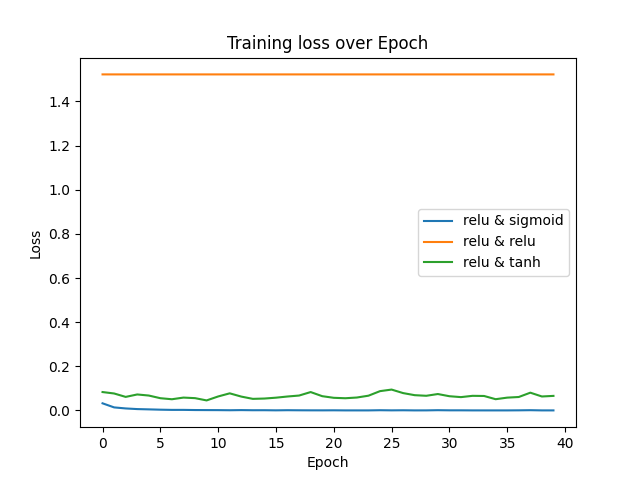 Training loss over Epoch
1.4
1.2
1.0
0.8
0.6
0.4
0.2
0.0
Loss
relu & sigmoid
relu & relu
relu & tanh
0 5 10 15 20 25 30 35 40
Epoch